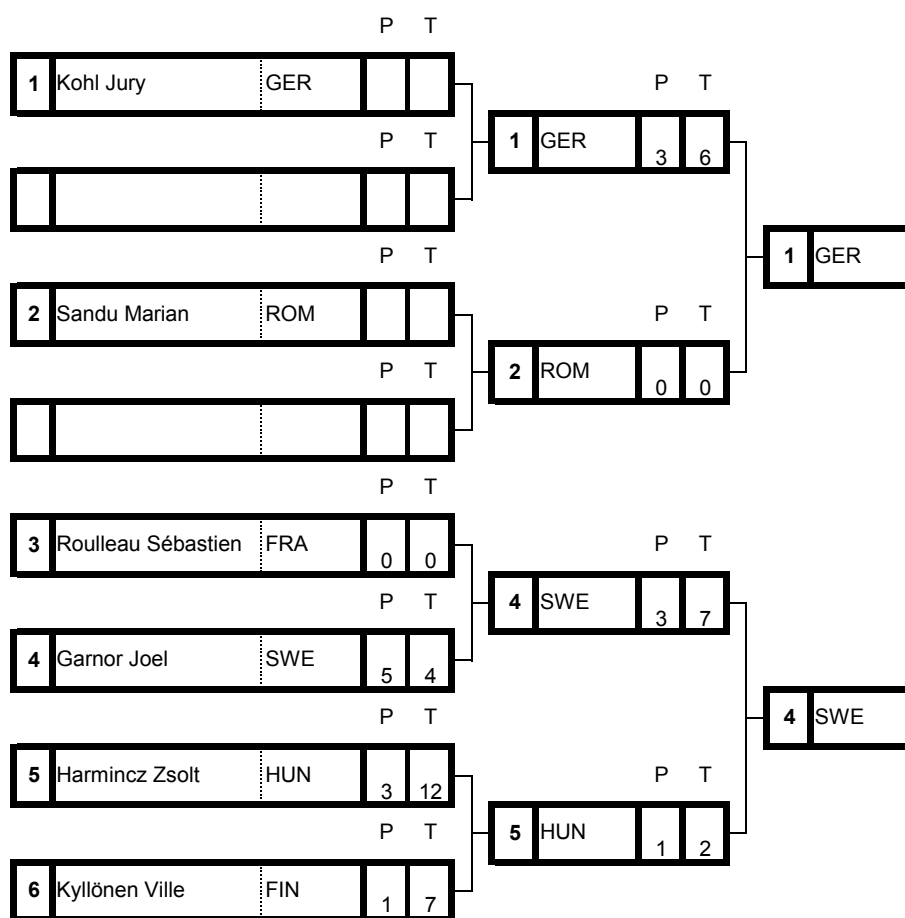 P T
1 Kohl Jury GER
P T
P T
1 GER 3 6
P T
1 GER
2 Sandu Marian ROM
P T
P T
2 ROM 0 0
P T
3 Roulleau Sébastien FRA 0 0
P T
P T
4 SWE 3 7
4 Garnor Joel SWE 5 4
P T
4 SWE
5 Harmincz Zsolt HUN 3 12
P T
P T
5 HUN 1 2
6 Kyllönen Ville FIN 1 7